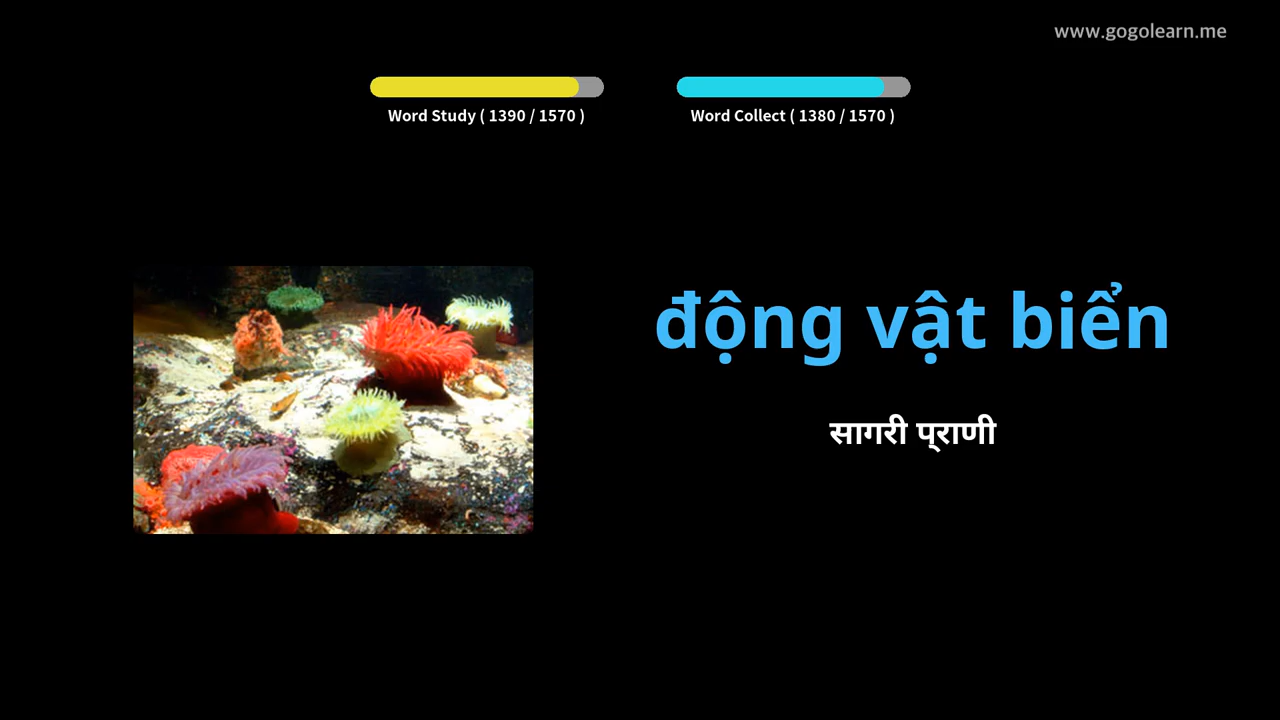 www.gogolearn.me
Word Study ( 1390 / 1570 )
Word Collect ( 1380 / 1570 )
động vật biển
सागरी प्राणी